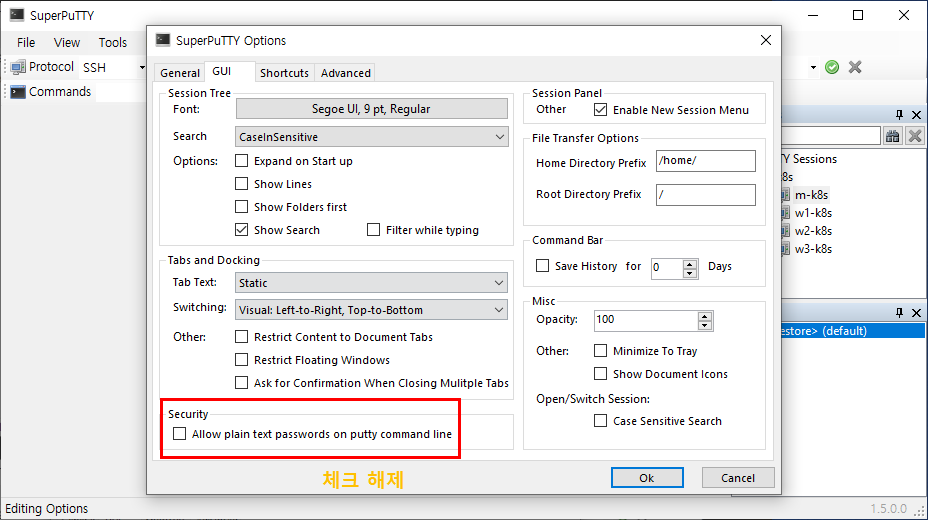 SuperPuTTY
File View Tools
Protocol SSH
Commands
SuperPuTTY Options
General GUI Shortcuts Advanced
Session Tree
Font: Segoe UI, 9 pt, Regular
Search CaseInSensitive
Options: Expand on Start up
Show Lines
Show Folders first
Show Search Filter while typing
Tabs and Docking
Tab Text: Static
Switching: Visual: Left-to-Right, Top-to-Bottom
Other: Restrict Content to Document Tabs
Restrict Floating Windows
Ask for Confirmation When Closing Mulitple Tabs
Security
Allow plain text passwords on putty command line
Session Panel
Other Enable New Session Menu
File Transfer Options
Home Directory Prefix /home/
Root Directory Prefix /
Command Bar
Save History for 0 Days
Misc
Opacity: 100
Other: Minimize To Tray
Show Document Icons
Open/Switch Session:
Case Sensitive Search
체크 해제
Ok Cancel
TY Sessions
8s
m-k8s
w1-k8s
w2-k8s
w3-k8s
estore> (default)
Editing Options
1.5.0.0